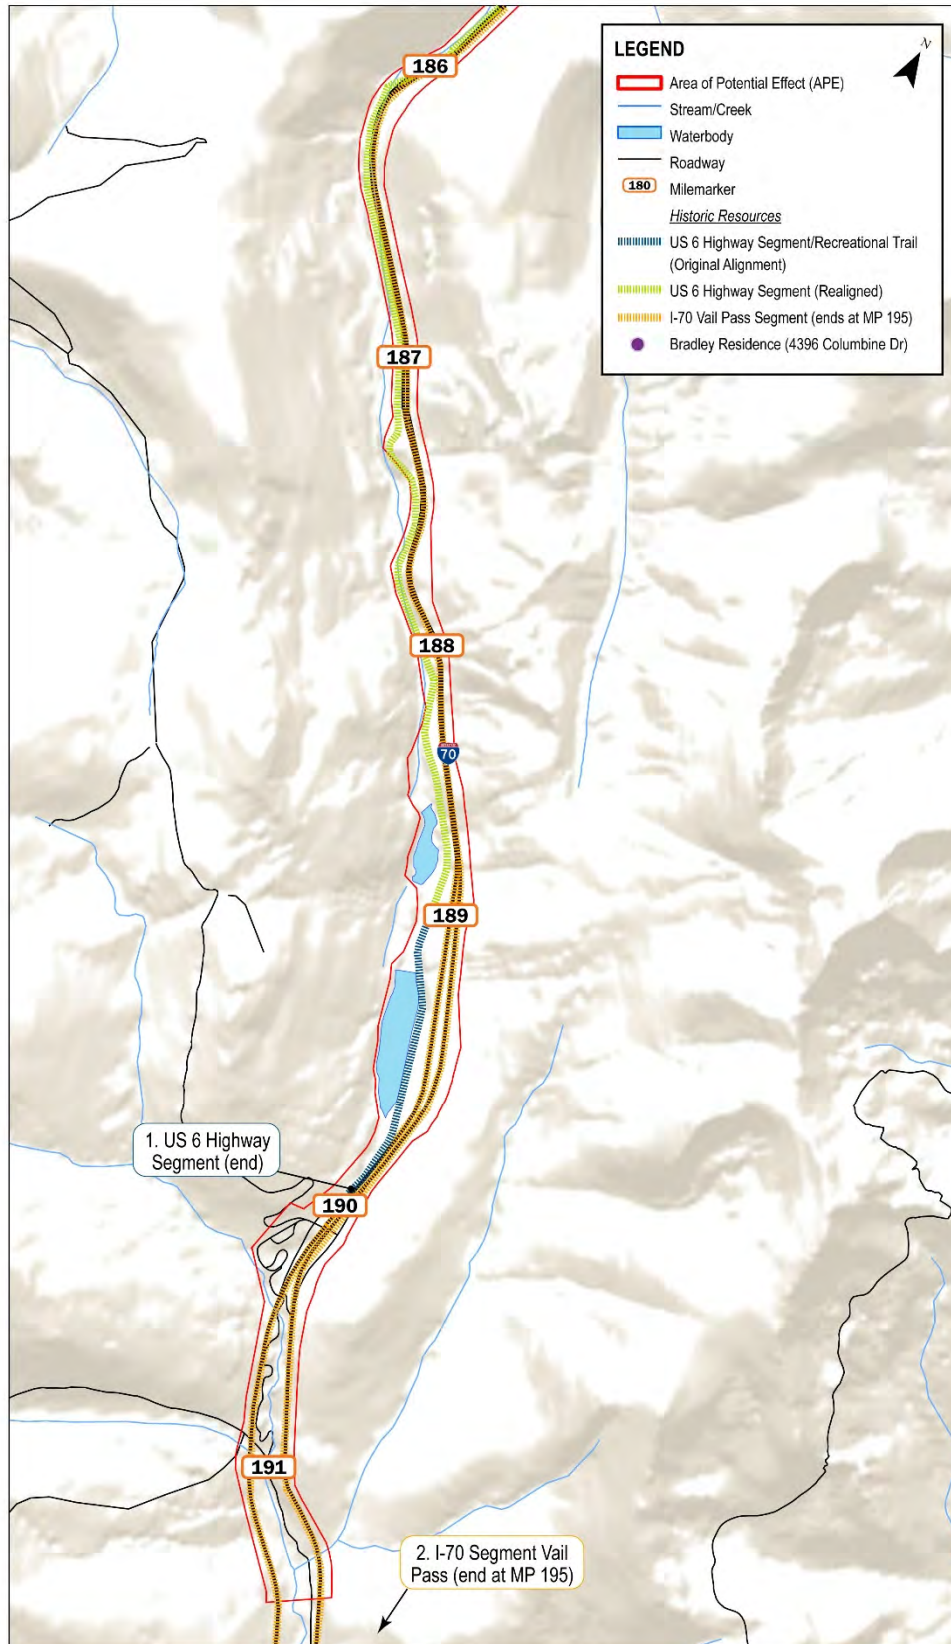 186
LEGEND
N
Area of Potential Effect (APE)
Stream/Creek
Waterbody
Roadway
180 Milemarker
Historic Resources
US 6 Highway Segment/Recreational Trail
(Original Alignment)
US 6 Highway Segment (Realigned)
I-70 Vail Pass Segment (ends at MP 195)
Bradley Residence (4396 Columbine Dr)
187
188
70
189
1. US 6 Highway
Segment (end)
190
191
2. I-70 Segment Vail
Pass (end at MP 195)